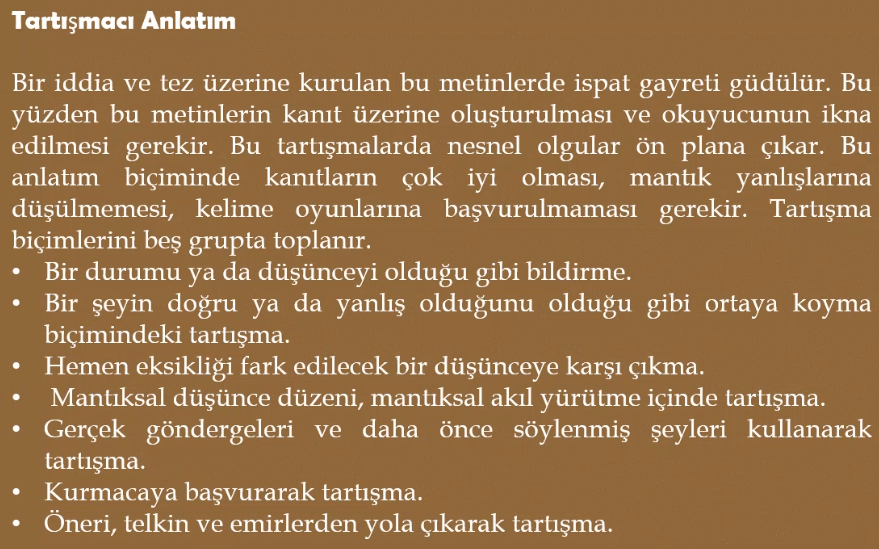 Tartışmacı Anlatım
Bir iddia ve tez üzerine kurulan bu metinlerde ispat gayreti güdülür. Bu
yüzden bu metinlerin kanıt üzerine oluşturulması ve okuyucunun ikna
edilmesi gerekir. Bu tartışmalarda nesnel olgular ön plana çıkar. Bu
anlatım biçiminde kanıtların çok iyi olması, mantık yanlışlarına
düşülmemesi, kelime oyunlarına başvurulmaması gerekir. Tartışma
biçimlerini beş grupta toplanır.
• Bir durumu ya da düşünceyi olduğu gibi bildirme.
• Bir şeyin doğru ya da yanlış olduğunu olduğu gibi ortaya koyma
biçimindeki tartışma.
• Hemen eksikliği fark edilecek bir düşünceye karşı çıkma.
• Mantıksal düşünce düzeni, mantıksal akıl yürütme içinde tartışma.
• Gerçek göndergeleri ve daha önce söylenmiş şeyleri kullanarak
tartışma.
• Kurmacaya başvurarak tartışma.
• Öneri, telkin ve emirlerden yola çıkarak tartışma.